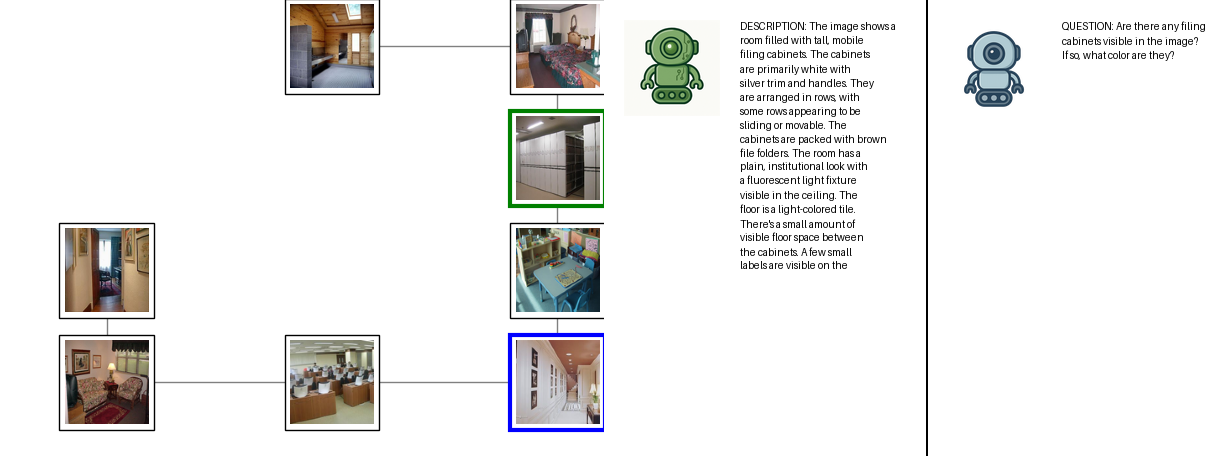 DESCRIPTION: The image shows a
room filled with tall, mobile
filing cabinets. The cabinets
are primarily white with
silver trim and handles. They
are arranged in rows, with
some rows appearing to be
sliding or movable. The
cabinets are packed with brown
file folders. The room has a
plain, institutional look with
a fluorescent light fixture
visible in the ceiling. The
floor is a light-colored tile.
There's a small amount of
visible floor space between
the cabinets. A few small
labels are visible on the
QUESTION: Are there any filing
cabinets visible in the image?
If so, what color are they?